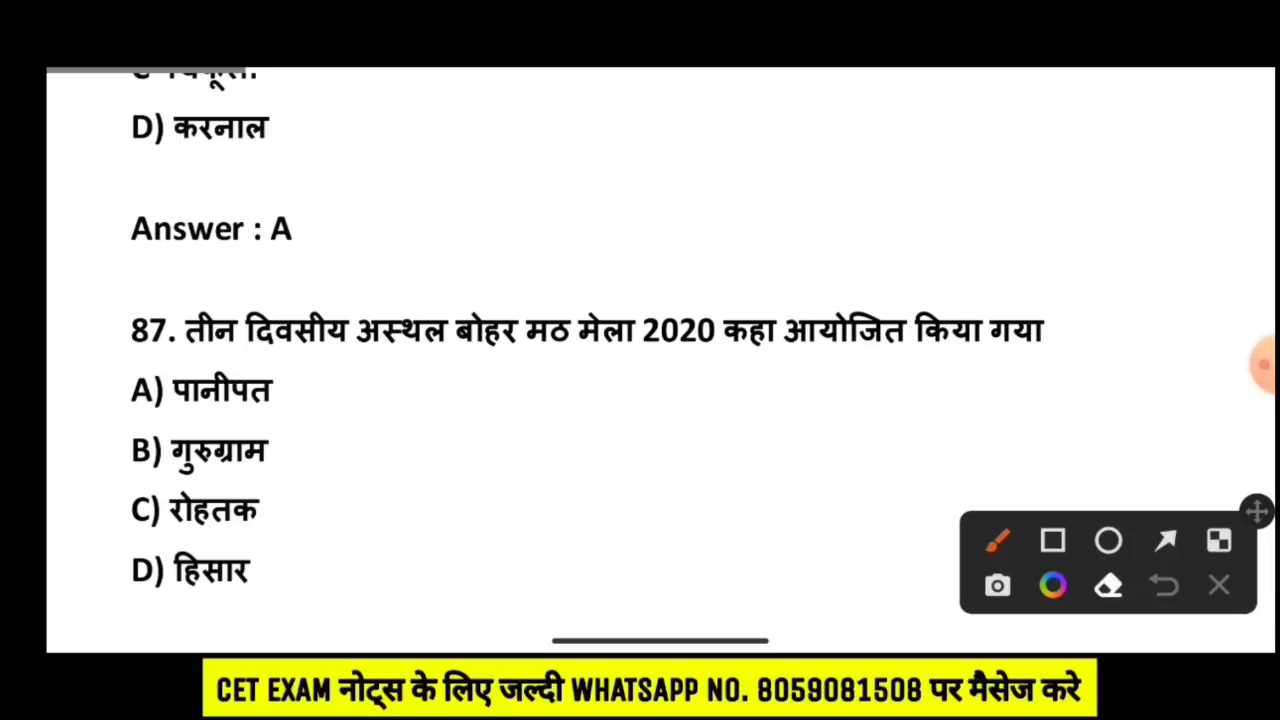 D) करनाल
Answer : A
87. तीन दिवसीय अस्थल बोहर मठ मेला 2020 कहा आयोजित किया गया
A) पानीपत
B) गुरुग्राम
C) रोहतक
D) हिसार
CET EXAM नोट्स के लिए जल्दी WHATSAPP NO. 8059081508 पर मैसेज करे